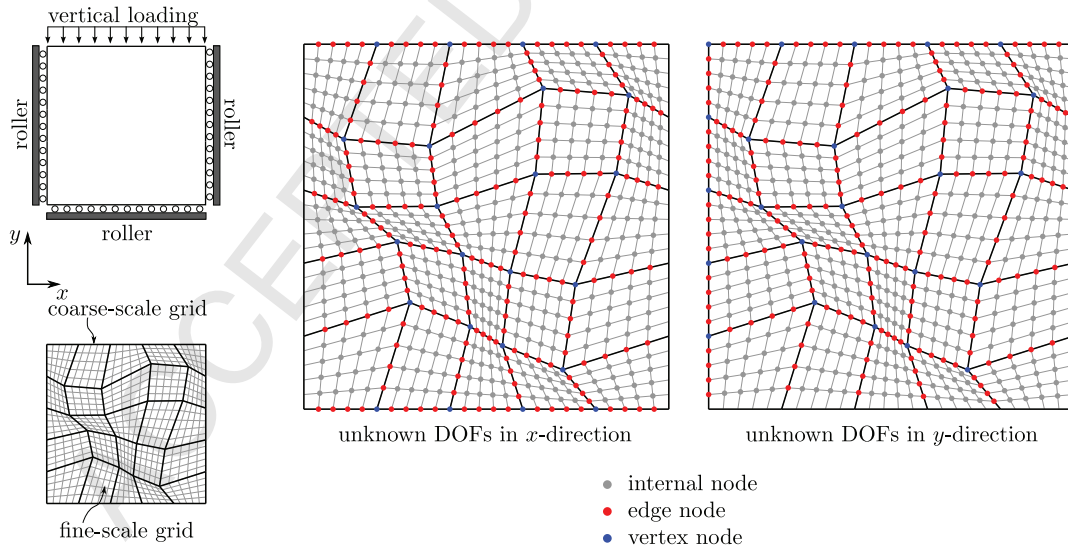 vertical loading
roller
roller
roller
y
x
coarse-scale grid
fine-scale grid
unknown DOFs in x-direction
unknown DOFs in y-direction
internal node
edge node
vertex node